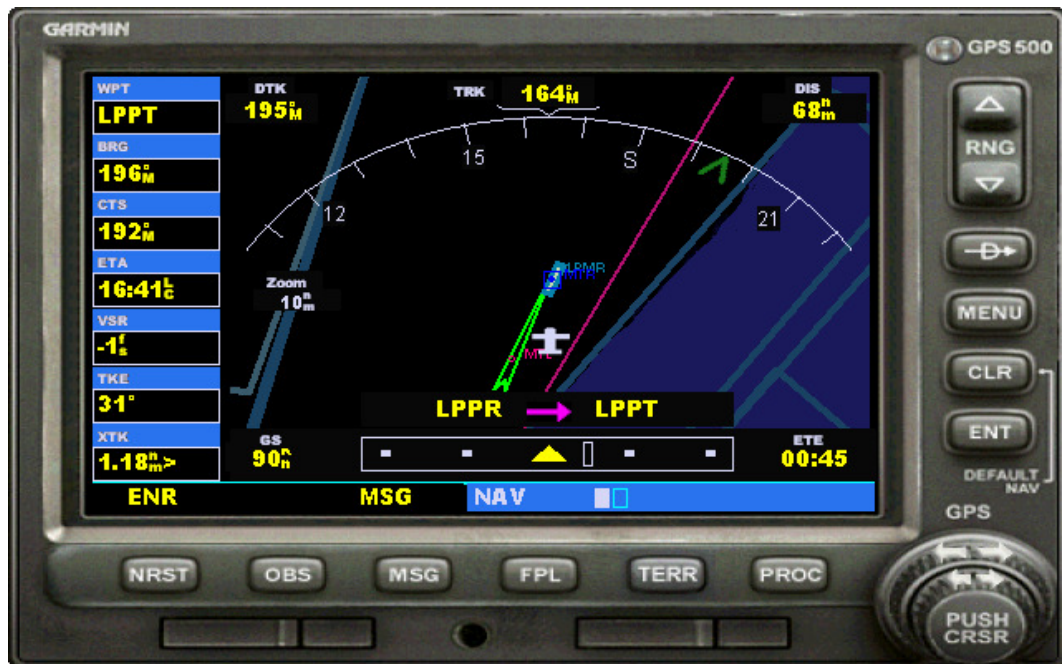 GARMIN
GPS 500
WPT
LPPT
BRG
196°M
CTS
192°M
ETA
16:41LC
VSR
-1fs
TKE
31°
XTK
1.18nm>
DTK
195°M
TRK 164°M
DIS
68nm
12
15
S
21
Zoom
10nm
LPMR
LPPR LPPT
GS
90
ETE
00:45
ENR MSG NAV
RNG
D
MENU
CLR
ENT
DEFAULT
NAV
GPS
PUSH
CRSR
NRST OBS MSG FPL TERR PROC